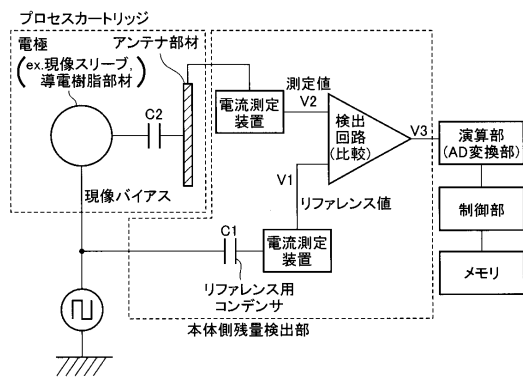 プロセスカートリッジ
電極
(ex.現像スリーブ,
導電樹脂部材)
アンテナ部材
C2
現像バイアス
電流測定
装置
測定値
V2
検出
回路
(比較)
V3
演算部
(AD変換部)
制御部
メモリ
V1
リファレンス値
C1
電流測定
装置
リファレンス用
コンデンサ
本体側残量検出部